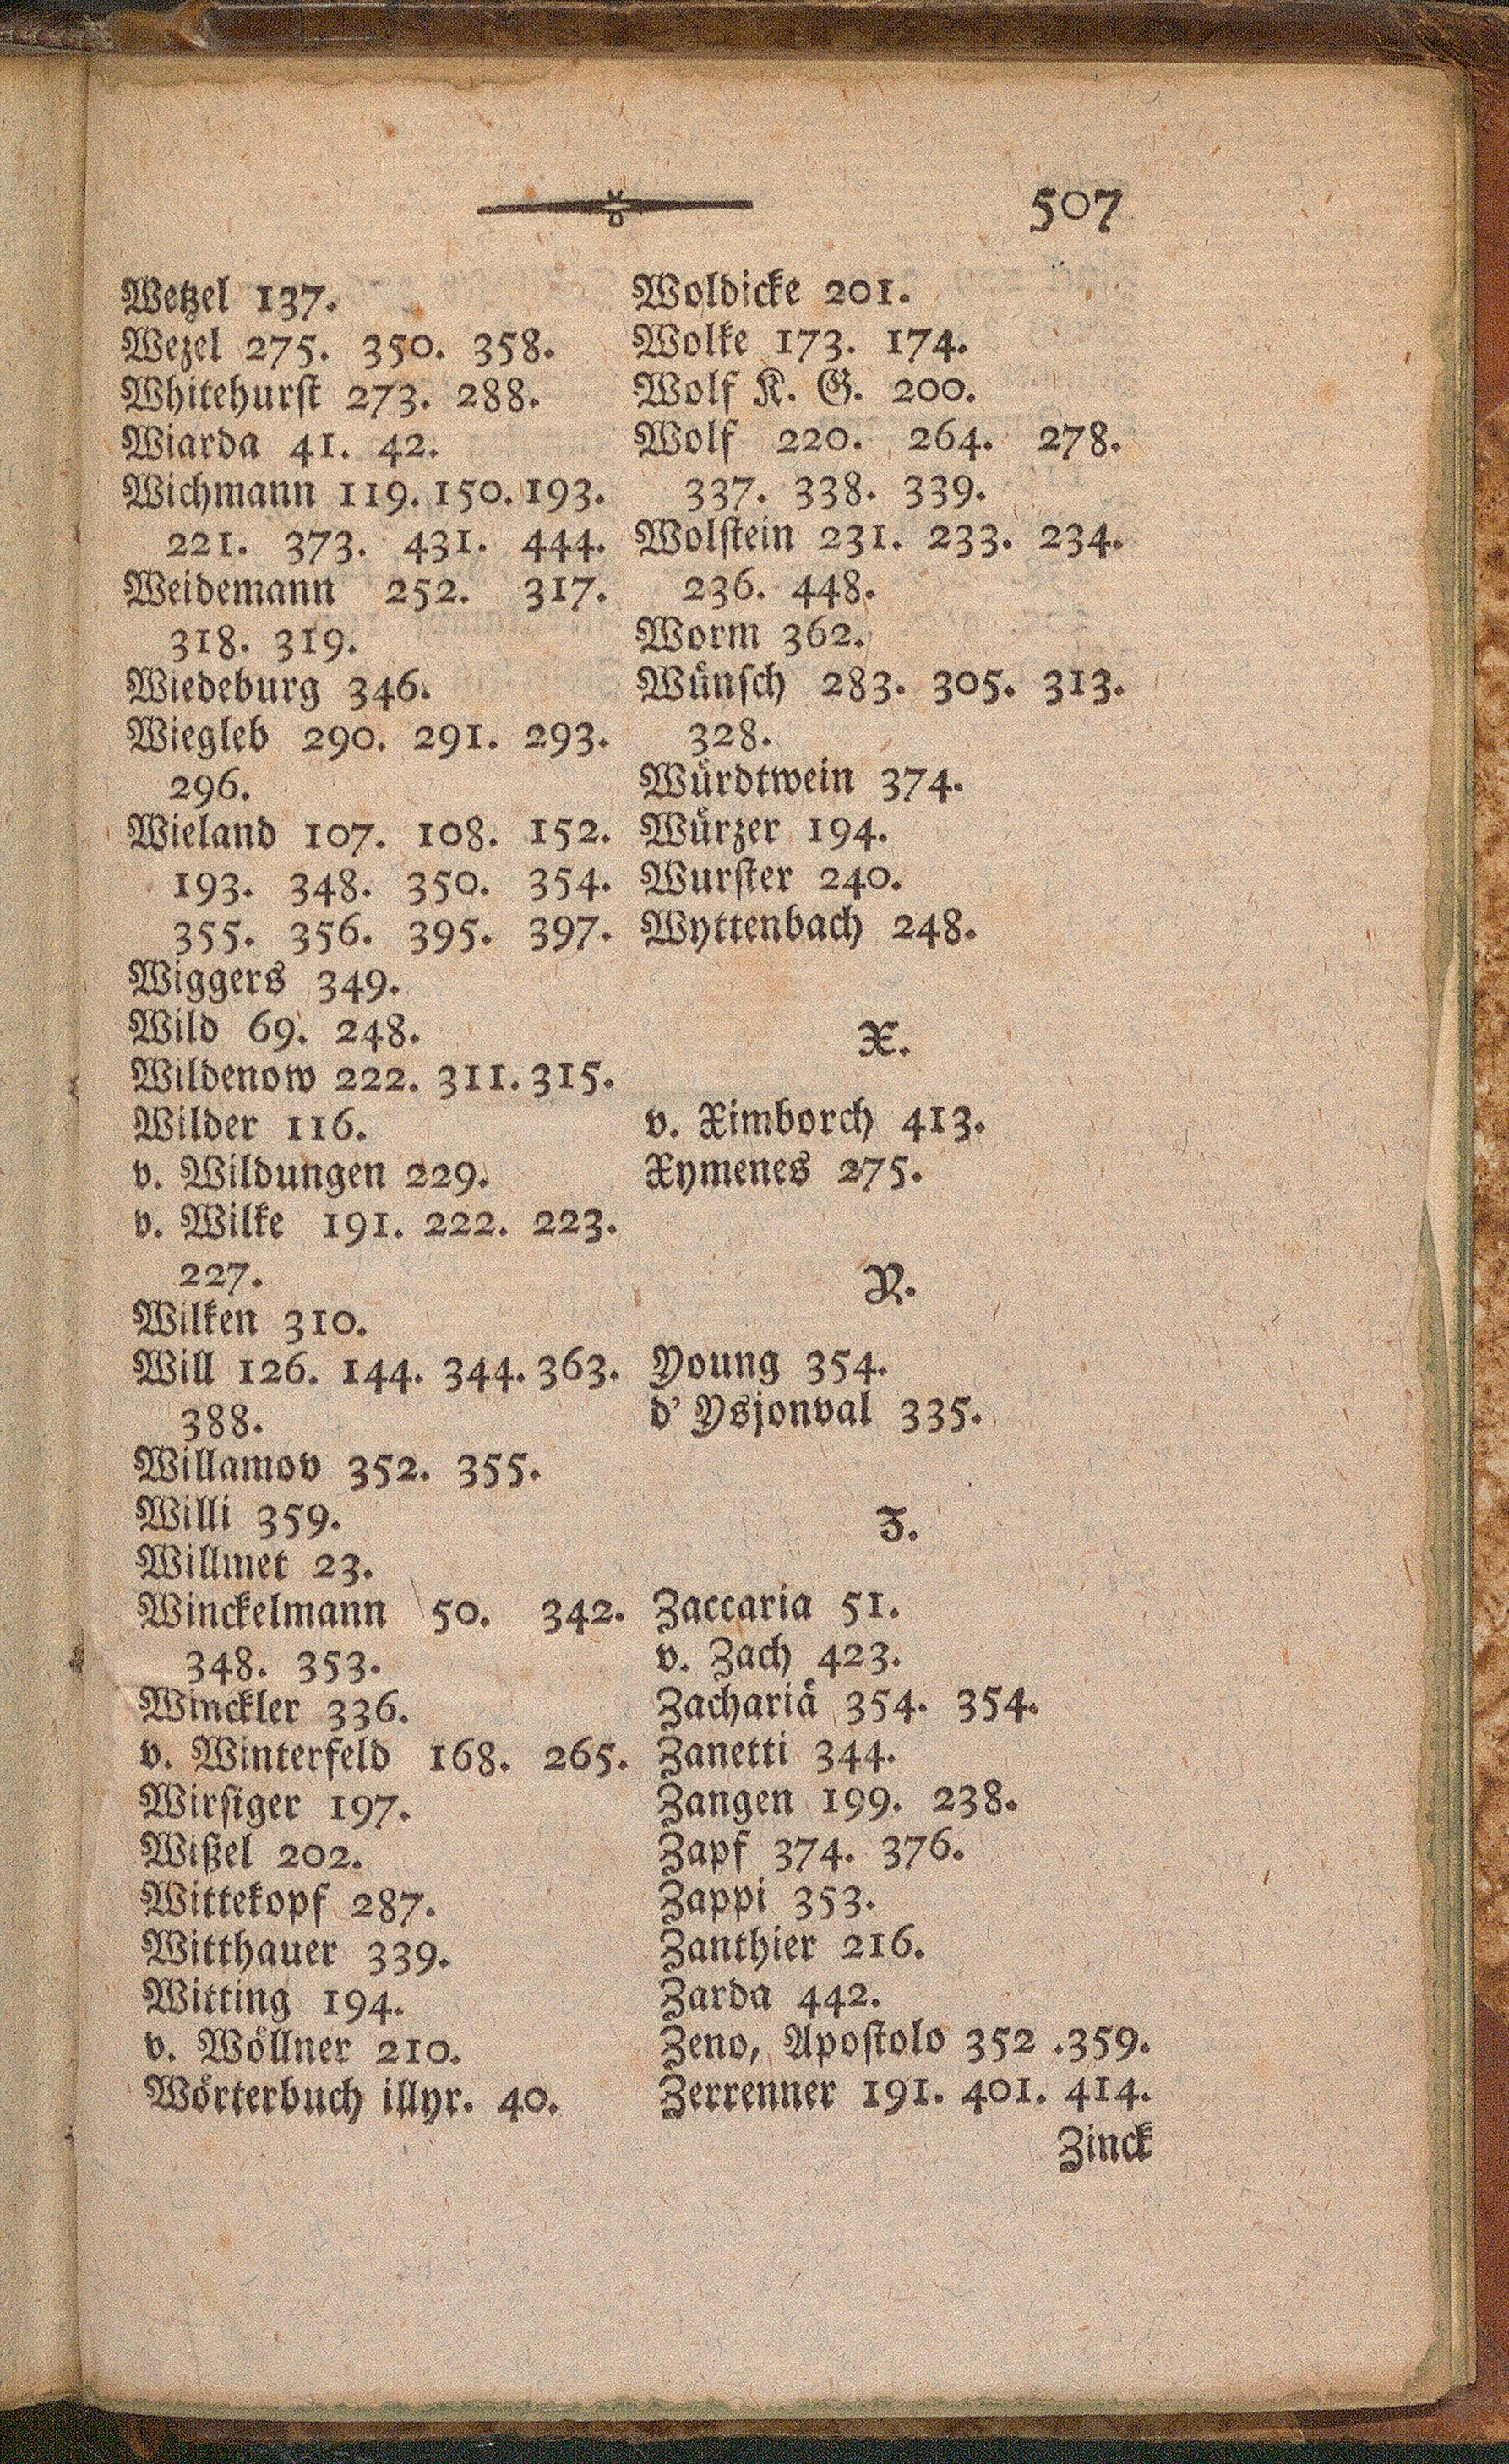 507
Wetzel 137.
Wezel 275. 350. 358.
Whitehurst 273. 288.
Wiarda 41. 42.
Wichmann 119. 150. 193.
221. 373. 431. 444.
Weidemann 252. 317.
318. 319.
Wiedeburg 346.
Wiegleb 290. 291. 293.
296.
Wieland 107. 108. 152.
193. 348. 350. 354.
355. 356. 395. 397.
Wiggers 349.
Wild 69. 248.
Wildenow 222. 311. 315.
Wilder 116.
v. Wildungen 229.
v. Wilke 191. 222. 223.
227.
Wilken 310.
Will 126. 144. 344. 363.
388.
Willamov 352. 355.
Willi 359.
Willmet 23.
Winckelmann 50. 342.
348. 353.
Winckler 336.
v. Winterfeld 168. 265.
Wirsiger 197.
Wißel 202.
Wittekopf 287.
Witthauer 339.
Witting 194.
v. Wöllner 210.
Wörterbuch illyr. 40.
Woldicke 201.
Wolke 173. 174.
Wolf K. G. 200.
Wolf 220. 264. 278.
337. 338. 339.
Wolstein 231. 233. 234.
236. 448.
Worm 362.
Wünsch 283. 305. 313.
328.
Würdtwein 374.
Würzer 194.
Wurster 240.
Wyttenbach 248.
X.
v. Ximborch 413.
Xymenes 275.
Y.
Young 354.
d' Ysjonval 335.
Z.
Zaccaria 51.
v. Zach 423.
Zachariä 354. 354.
Zanetti 344.
Zangen 199. 238.
Zapf 374. 376.
Zappi 353.
Zanthier 216.
Zarda 442.
Zeno, Apostolo 352 .359.
Zerrenner 191. 401. 414.
Zinck